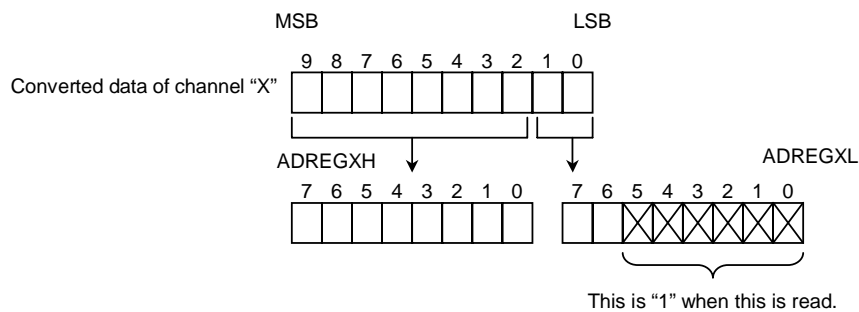 MSB LSB
9 8 7 6 5 4 3 2 1 0
Converted data of channel “X”
ADREGXH ADREGXL
7 6 5 4 3 2 1 0 7 6 5 4 3 2 1 0
This is “1” when this is read.